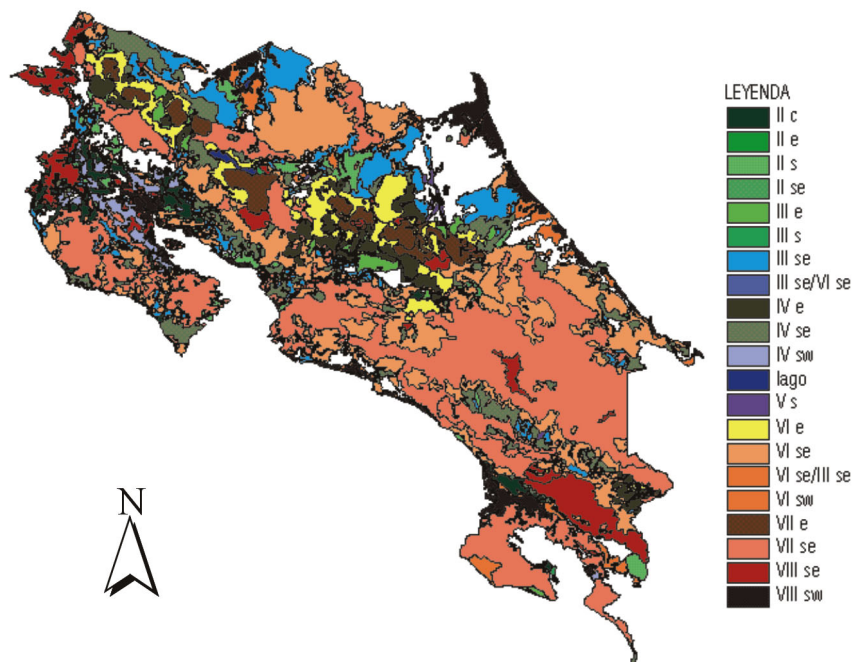 LEYENDA
II c
II e
II s
II se
III e
III s
III se
III se/VI se
IV e
IV se
IV sw
lago
V s
VI e
VI se
VI se/III se
VI sw
VII e
VII se
VIII se
VIII sw
N